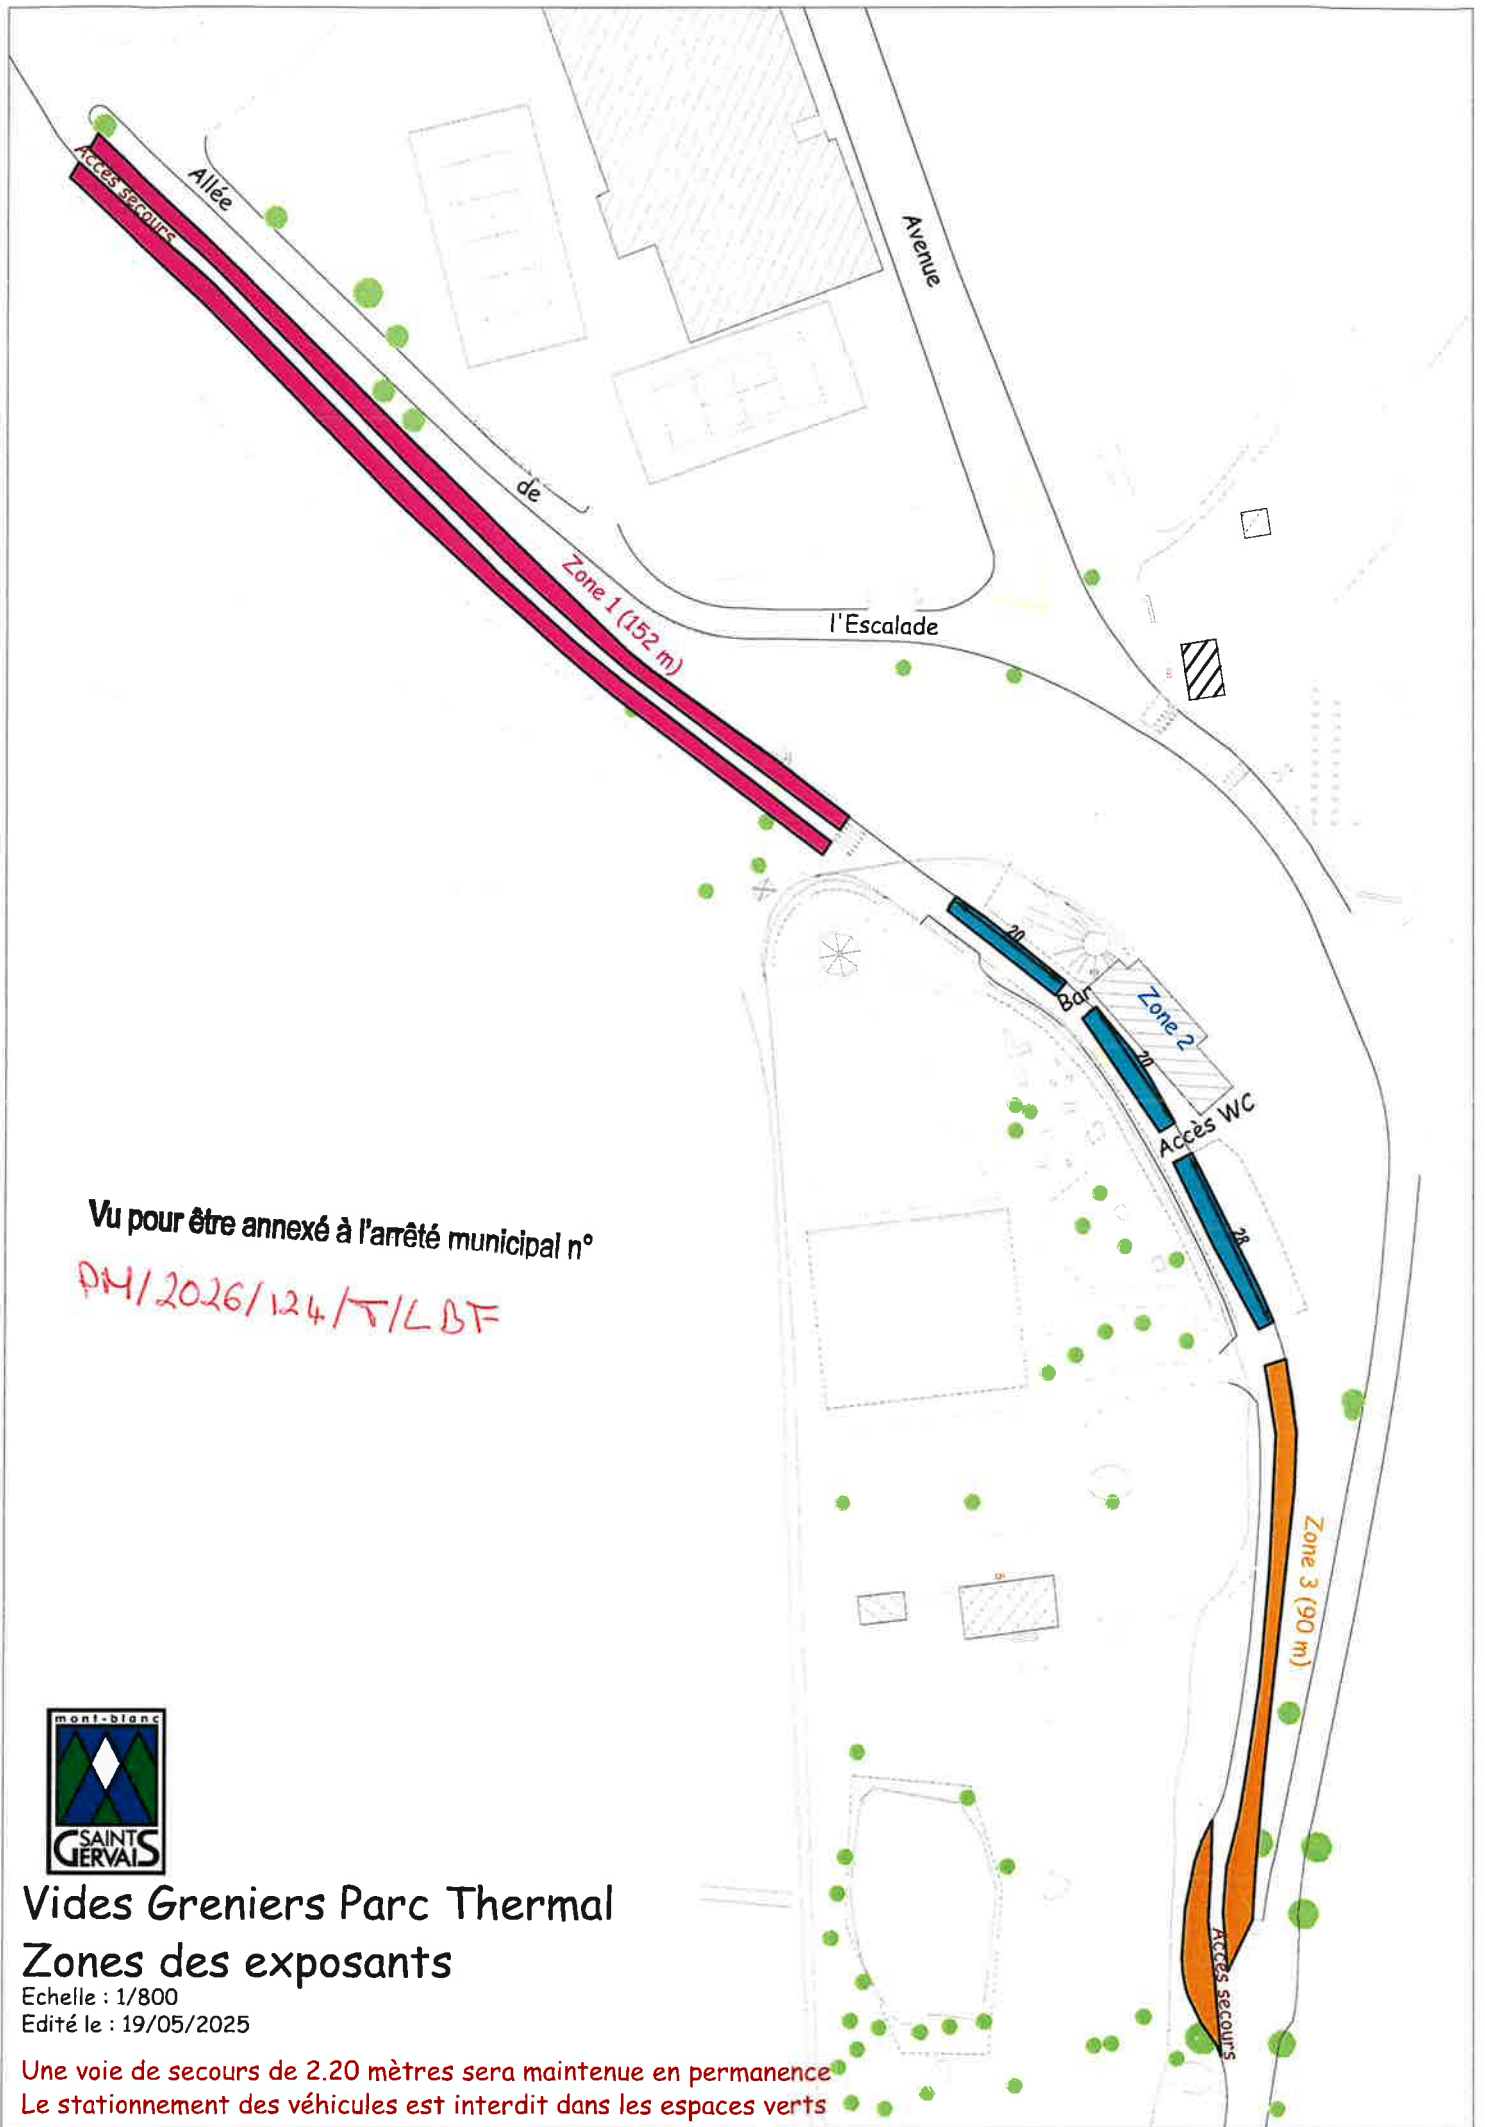 Accès secours
Allée
Avenue
de
Zone 1 (152 m)
l'Escalade
20
Bar
Zone 2
20
Accès WC
28
Vu pour être annexé à l'arrêté municipal n°
PM/2026/124/T/LBF
Zone 3 (90 m)
mont-blanc
SAINT
GERVAIS
Accès secours
Vides Greniers Parc Thermal
Zones des exposants
Echelle : 1/800
Edité le : 19/05/2025
Une voie de secours de 2.20 mètres sera maintenue en permanence
Le stationnement des véhicules est interdit dans les espaces verts